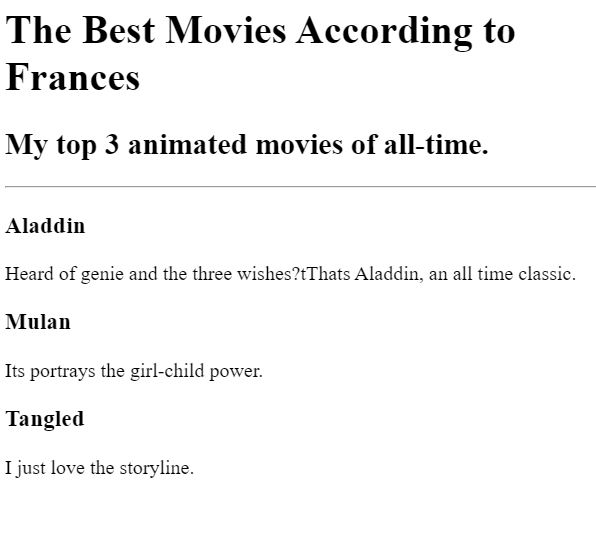 The Best Movies According to
Frances
My top 3 animated movies of all-time.
Aladdin
Heard of genie and the three wishes?tThats Aladdin, an all time classic.
Mulan
Its portrays the girl-child power.
Tangled
I just love the storyline.